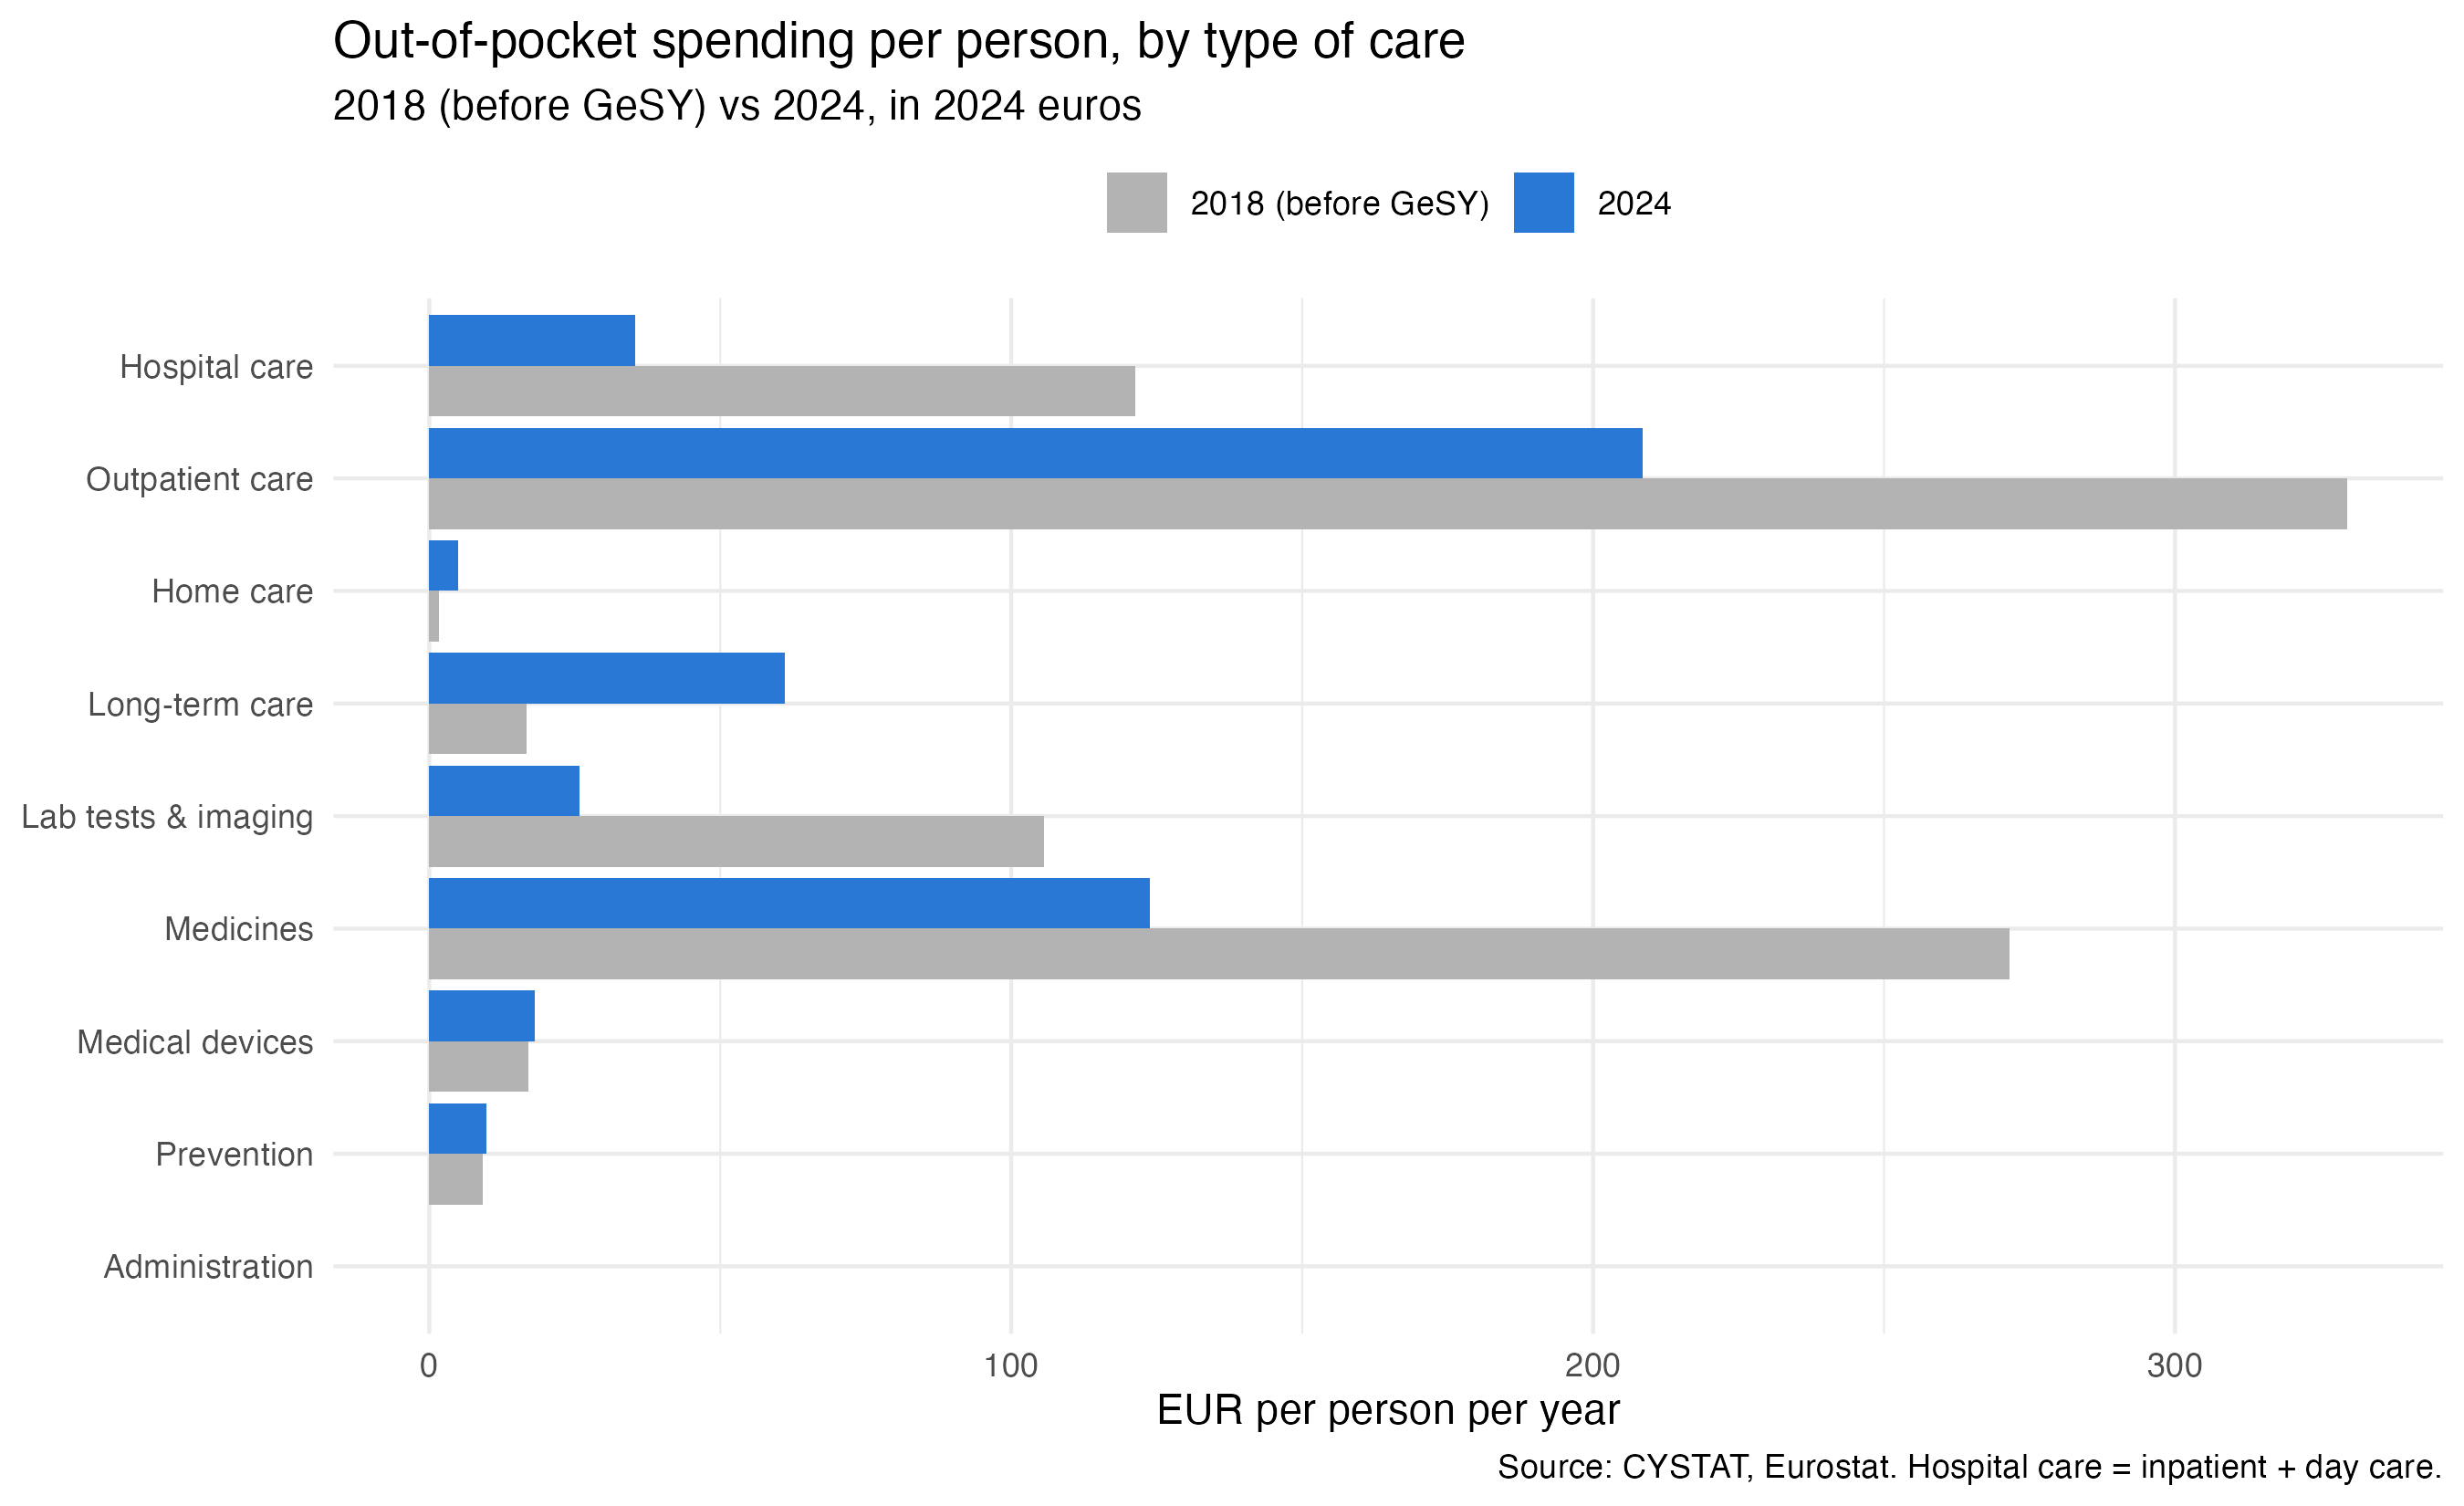 Out-of-pocket spending per person, by type of care
2018 (before GeSY) vs 2024, in 2024 euros
2018 (before GeSY)
2024
Hospital care
Outpatient care
Home care
Long-term care
Lab tests & imaging
Medicines
Medical devices
Prevention
Administration
0
100
200
300
EUR per person per year
Source: CYSTAT, Eurostat. Hospital care = inpatient + day care.